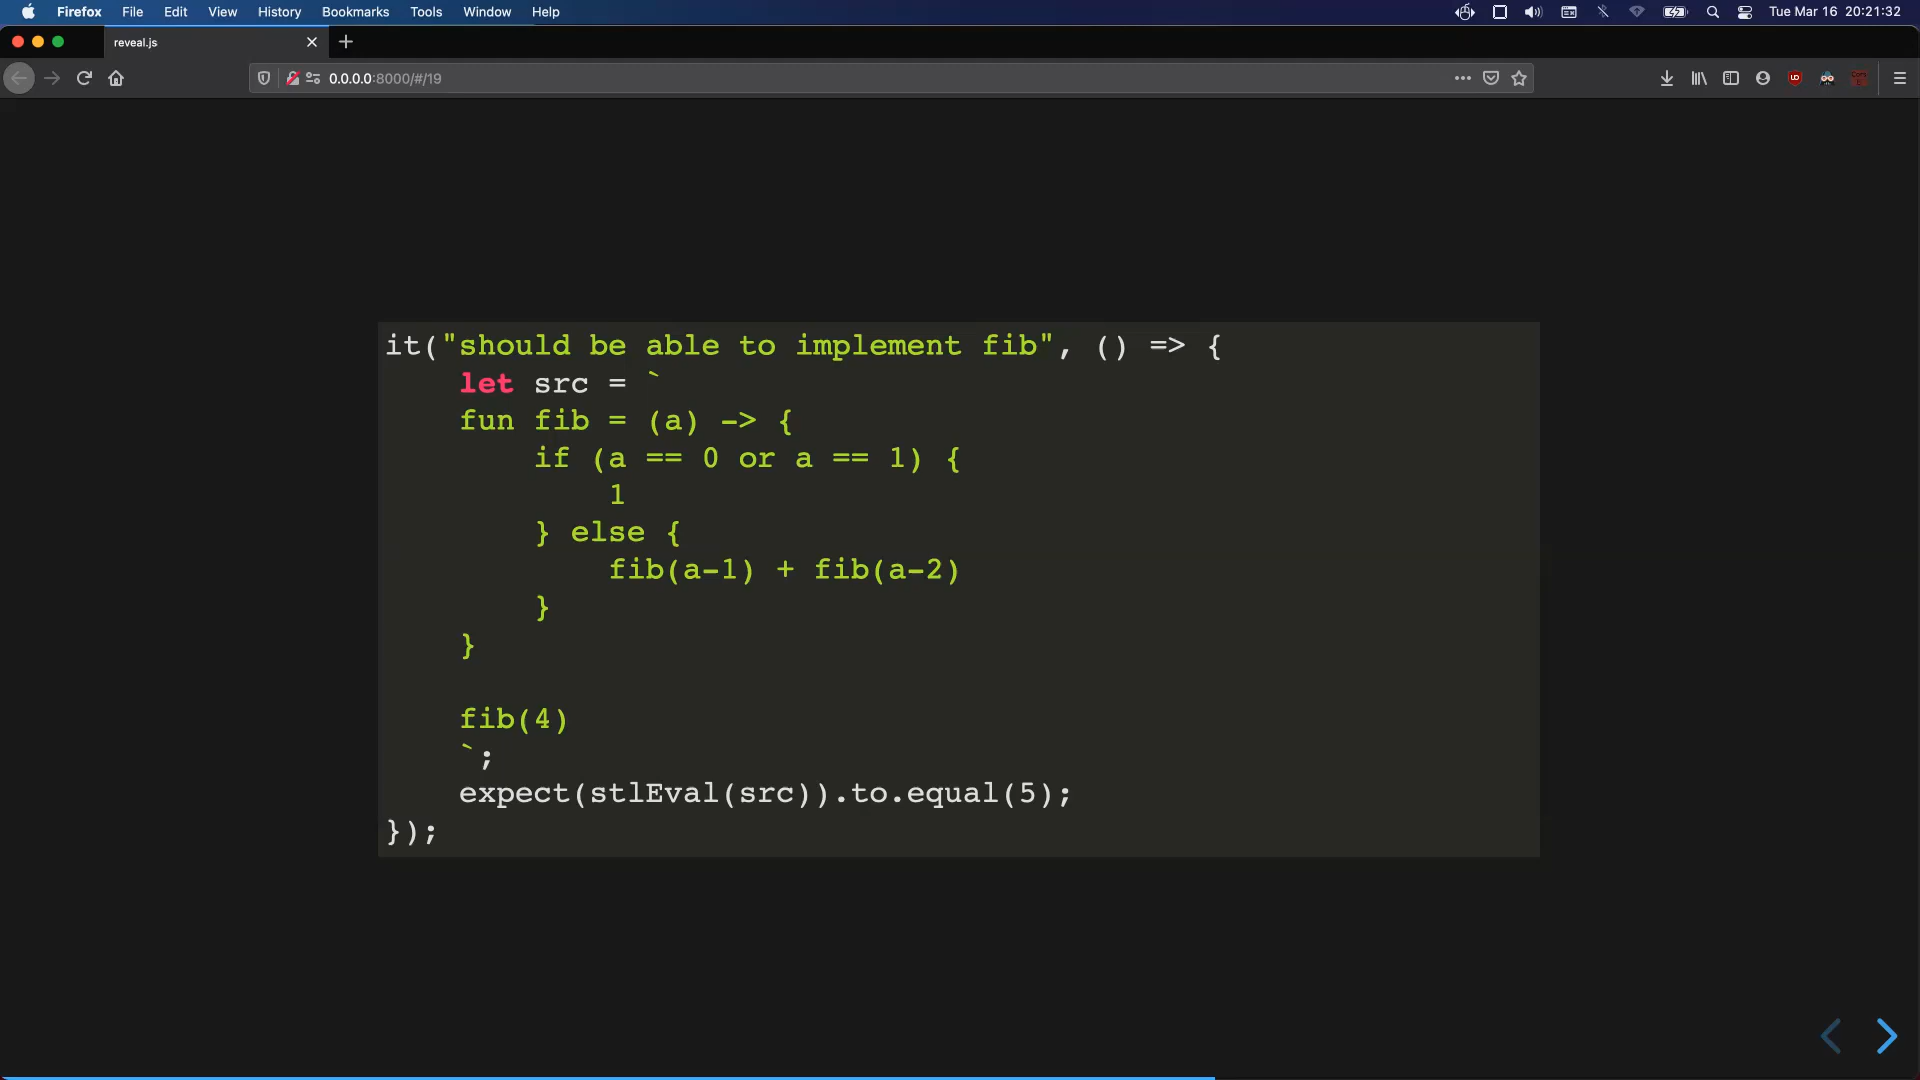 Firefox File Edit View History Bookmarks Tools Window Help Tue Mar 16 20:21:32
reveal.js
0.0.0.0:8000/#/19
it("should be able to implement fib", () => {
    let src = `
    fun fib = (a) -> {
        if (a == 0 or a == 1) {
            1
        } else {
            fib(a-1) + fib(a-2)
        }
    }

    fib(4)
    `;
    expect(stlEval(src)).to.equal(5);
});